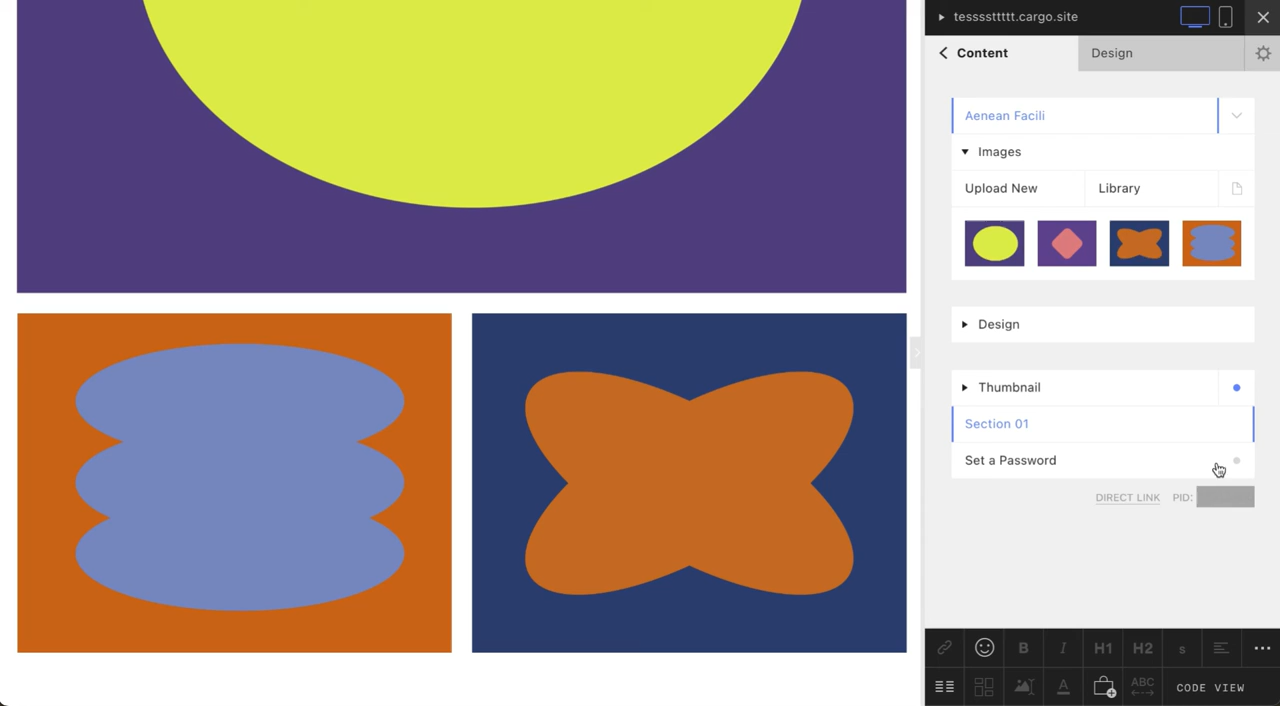 tessssttttt.cargo.site
Content
Design
Aenean Facili
Images
Upload New
Library
Design
Thumbnail
Section 01
Set a Password
DIRECT LINK
PID:
B
I
H1
H2
s
A
ABC
CODE VIEW